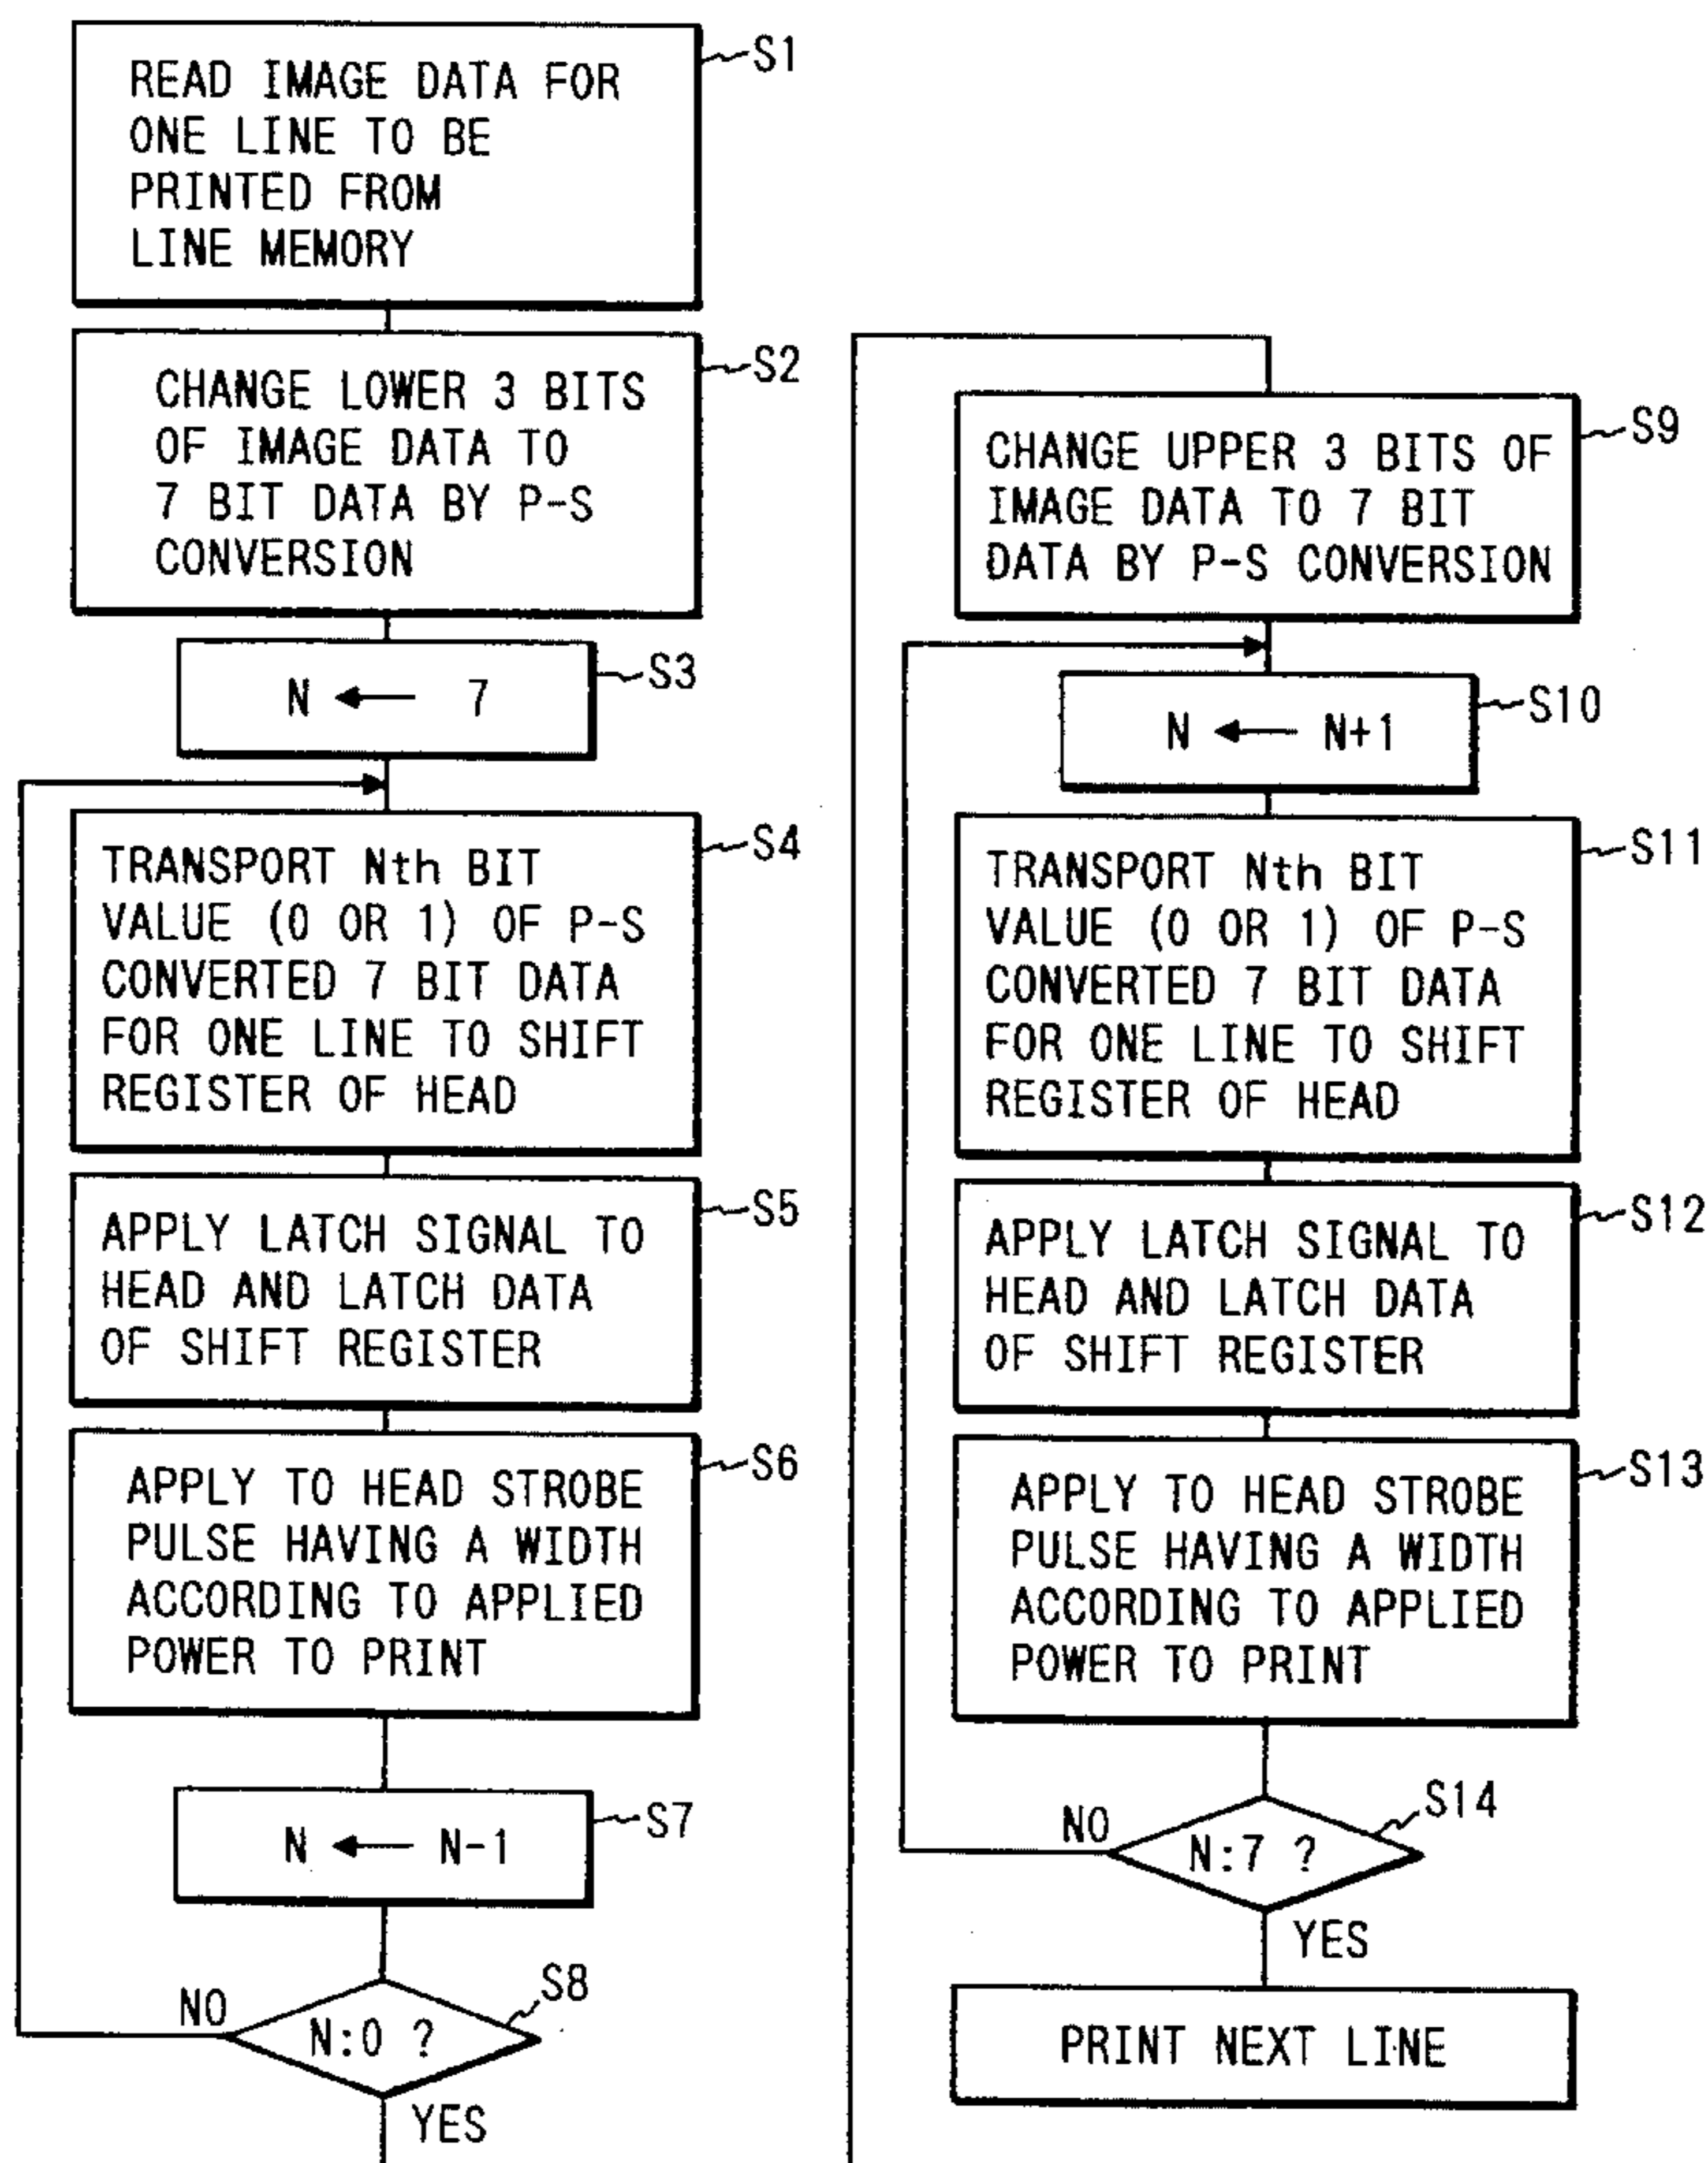 READ IMAGE DATA FOR
ONE LINE TO BE
PRINTED FROM
LINE MEMORY
S1
CHANGE LOWER 3 BITS
OF IMAGE DATA TO
7 BIT DATA BY P-S
CONVERSION
S2
N ← 7
S3
TRANSPORT Nth BIT
VALUE (0 OR 1) OF P-S
CONVERTED 7 BIT DATA
FOR ONE LINE TO SHIFT
REGISTER OF HEAD
S4
APPLY LATCH SIGNAL TO
HEAD AND LATCH DATA
OF SHIFT REGISTER
S5
APPLY TO HEAD STROBE
PULSE HAVING A WIDTH
ACCORDING TO APPLIED
POWER TO PRINT
S6
N ← N-1
S7
N:0 ?
S8
NO
YES
CHANGE UPPER 3 BITS OF
IMAGE DATA TO 7 BIT
DATA BY P-S CONVERSION
S9
N ← N+1
S10
TRANSPORT Nth BIT
VALUE (0 OR 1) OF P-S
CONVERTED 7 BIT DATA
FOR ONE LINE TO SHIFT
REGISTER OF HEAD
S11
APPLY LATCH SIGNAL TO
HEAD AND LATCH DATA
OF SHIFT REGISTER
S12
APPLY TO HEAD STROBE
PULSE HAVING A WIDTH
ACCORDING TO APPLIED
POWER TO PRINT
S13
N:7 ?
S14
NO
YES
PRINT NEXT LINE